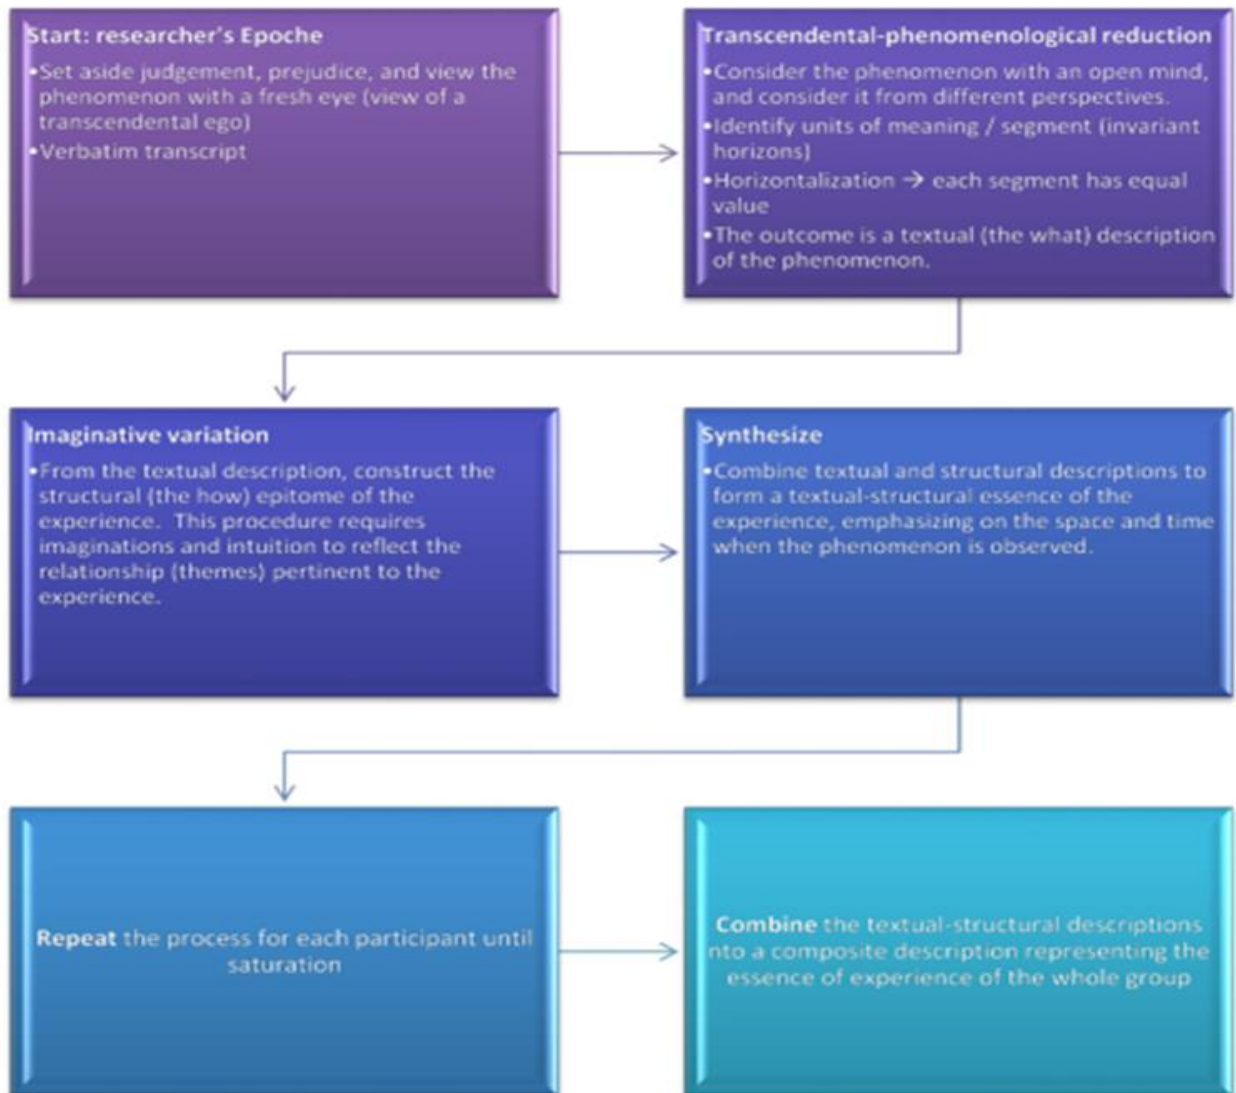 Start: researcher's Epoche
•Set aside judgement, prejudice, and view the
phenomenon with a fresh eye (view of a
transcendental ego)
•Verbatim transcript
Transcendental-phenomenological reduction
•Consider the phenomenon with an open mind,
and consider it from different perspectives.
•Identify units of meaning / segment (invariant
horizons)
•Horizontalization → each segment has equal
value
•The outcome is a textual (the what) description
of the phenomenon.
Imaginative variation
•From the textual description, construct the
structural (the how) epitome of the
experience. This procedure requires
imaginations and intuition to reflect the
relationship (themes) pertinent to the
experience.
Synthesize
•Combine textual and structural descriptions to
form a textual-structural essence of the
experience, emphasizing on the space and time
when the phenomenon is observed.
Repeat the process for each participant until
saturation
Combine the textual-structural descriptions
nto a composite description representing the
essence of experience of the whole group